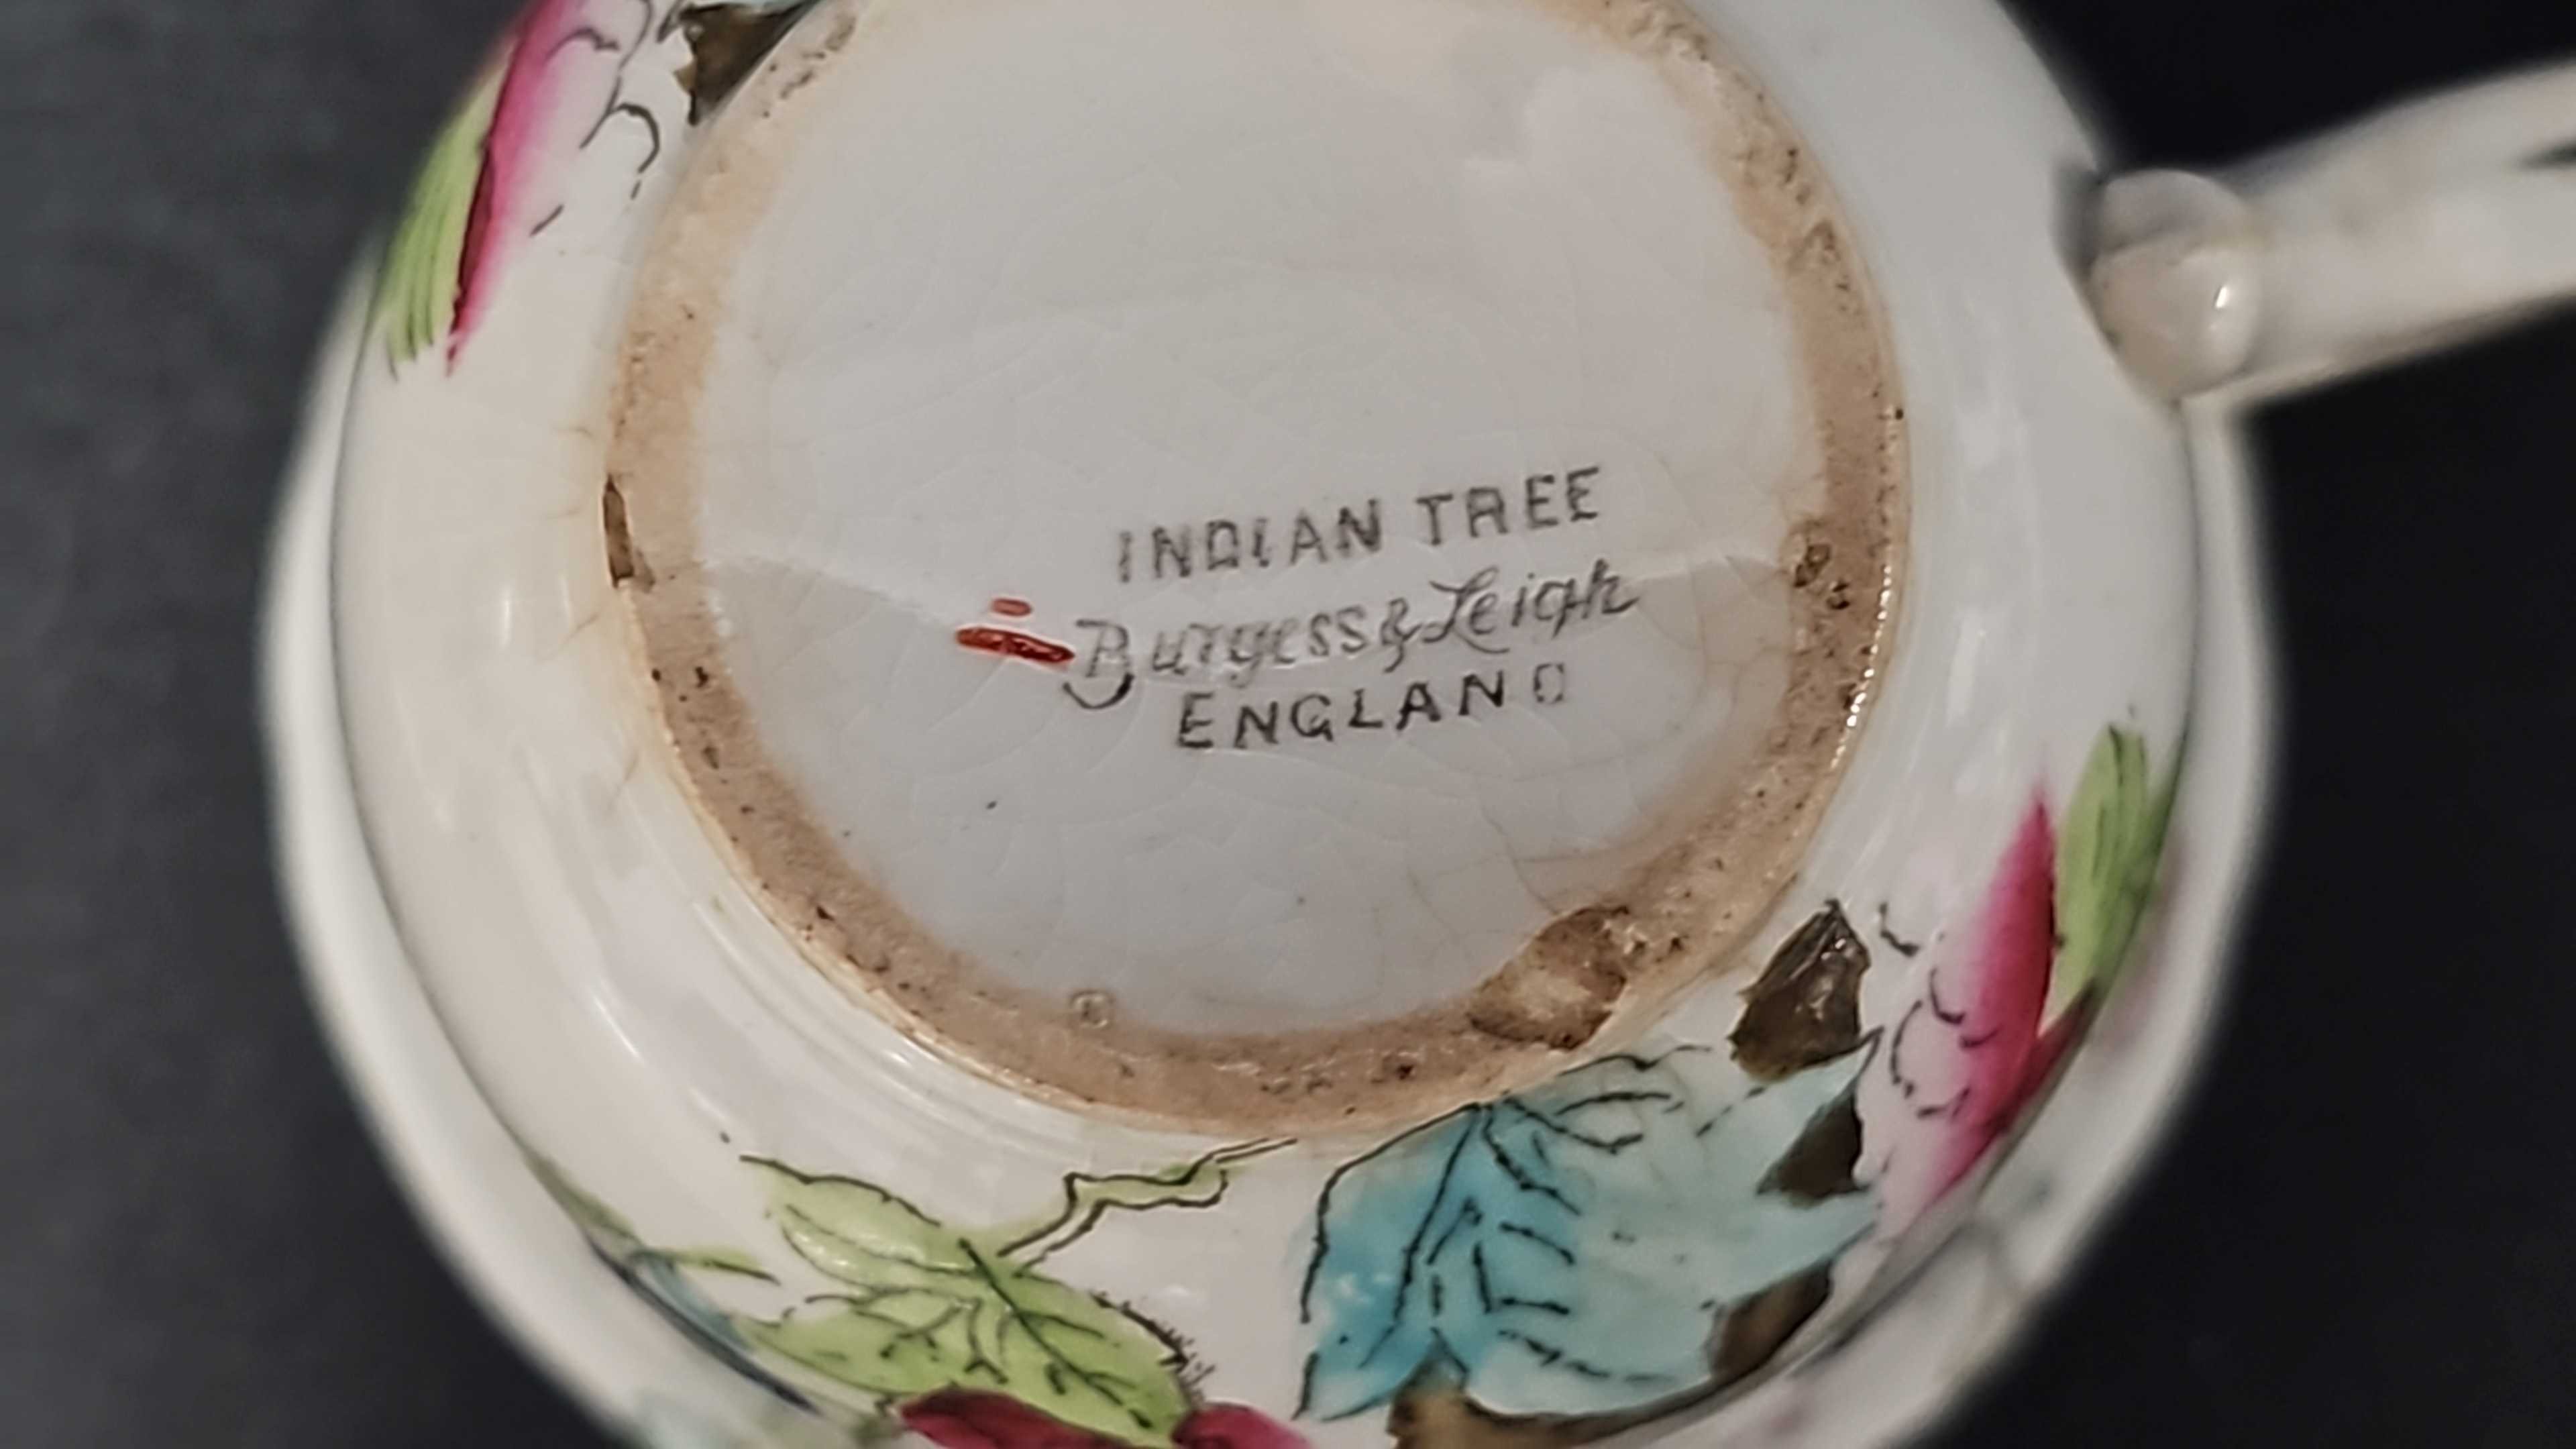 INDIAN TREE
Burgess & Leigh
ENGLAND